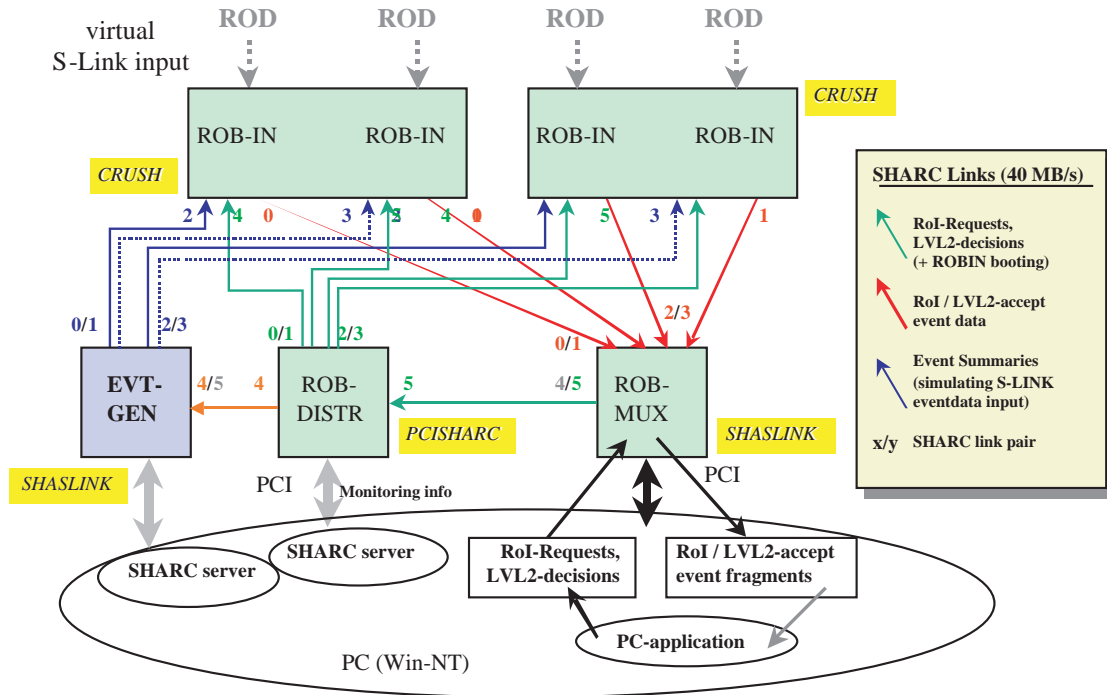 virtual
S-Link input
ROD
ROD
ROD
ROD
ROB-IN
ROB-IN
ROB-IN
ROB-IN
CRUSH
CRUSH
2
4
0
3
4
5
3
1
0/1
2/3
0/1
2/3
0/1
2/3
EVT-
GEN
4/5
4
ROB-
DISTR
5
4/5
ROB-
MUX
SHASLINK
PCISHARC
SHASLINK
PCI
Monitoring info
PCI
SHARC server
SHARC server
RoI-Requests,
LVL2-decisions
RoI / LVL2-accept
event fragments
PC-application
PC (Win-NT)
SHARC Links (40 MB/s)
RoI-Requests,
LVL2-decisions
(+ ROBIN booting)
RoI / LVL2-accept
event data
Event Summaries
(simulating S-LINK
eventdata input)
x/y SHARC link pair